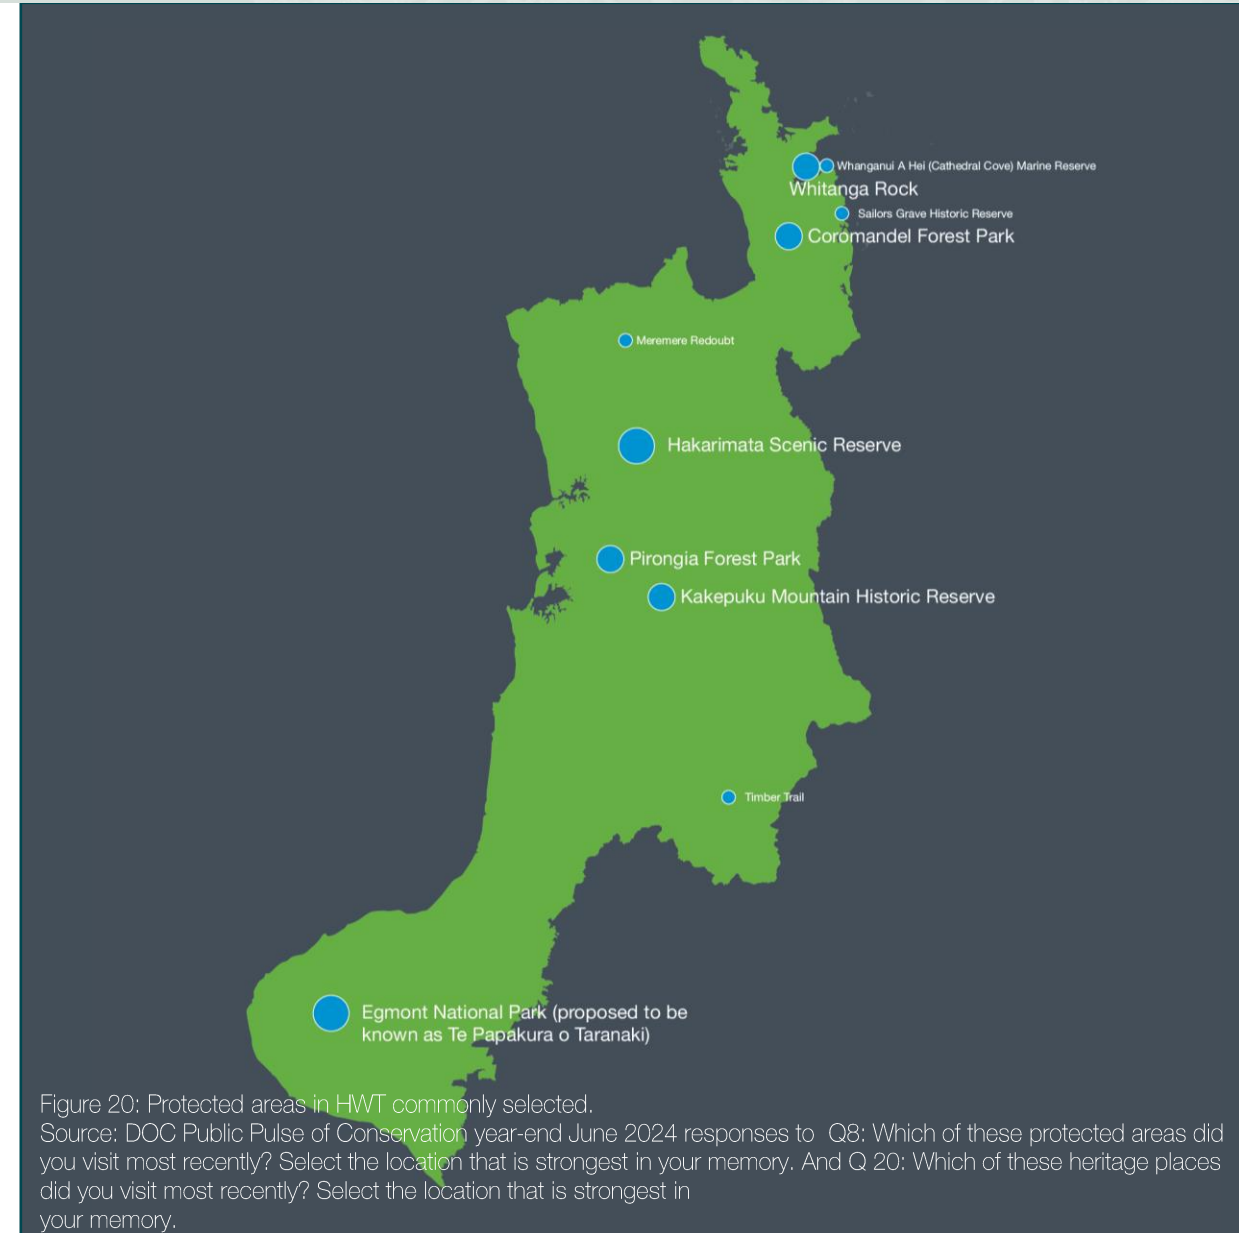 Whanganui A Hei (Cathedral Cove) Marine Reserve
Whitanga Rock
Sailors Grave Historic Reserve
Coromandel Forest Park
Meremere Redoubt
Hakarimata Scenic Reserve
Pirongia Forest Park
Kakepuku Mountain Historic Reserve
Timber Trail
Egmont National Park (proposed to be
known as Te Papakura o Taranaki)
Figure 20: Protected areas in HWT commonly selected.
Source: DOC Public Pulse of Conservation year-end June 2024 responses to  Q8: Which of these protected areas did
you visit most recently? Select the location that is strongest in your memory. And Q 20: Which of these heritage places
did you visit most recently? Select the location that is strongest in
your memory.